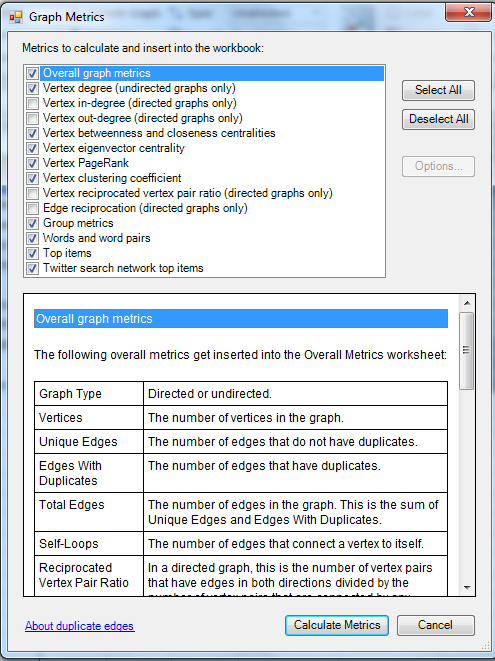 Graph Metrics
Metrics to calculate and insert into the workbook:
Overall graph metrics
Vertex degree (undirected graphs only)
Vertex in-degree (directed graphs only)
Vertex out-degree (directed graphs only)
Vertex betweenness and closeness centralities
Vertex eigenvector centrality
Vertex PageRank
Vertex clustering coefficient
Vertex reciprocated vertex pair ratio (directed graphs only)
Edge reciprocation (directed graphs only)
Group metrics
Words and word pairs
Top items
Twitter search network top items
Select All
Deselect All
Options...
Overall graph metrics
The following overall metrics get inserted into the Overall Metrics worksheet:
Graph Type Directed or undirected.
Vertices The number of vertices in the graph.
Unique Edges The number of edges that do not have duplicates.
Edges With The number of edges that have duplicates.
Duplicates
Total Edges The number of edges in the graph. This is the sum of
Unique Edges and Edges With Duplicates.
Self-Loops The number of edges that connect a vertex to itself.
Reciprocated In a directed graph, this is the number of vertex pairs
Vertex Pair Ratio that have edges in both directions divided by the
number of vertex pairs that are connected by any
About duplicate edges
Calculate Metrics
Cancel